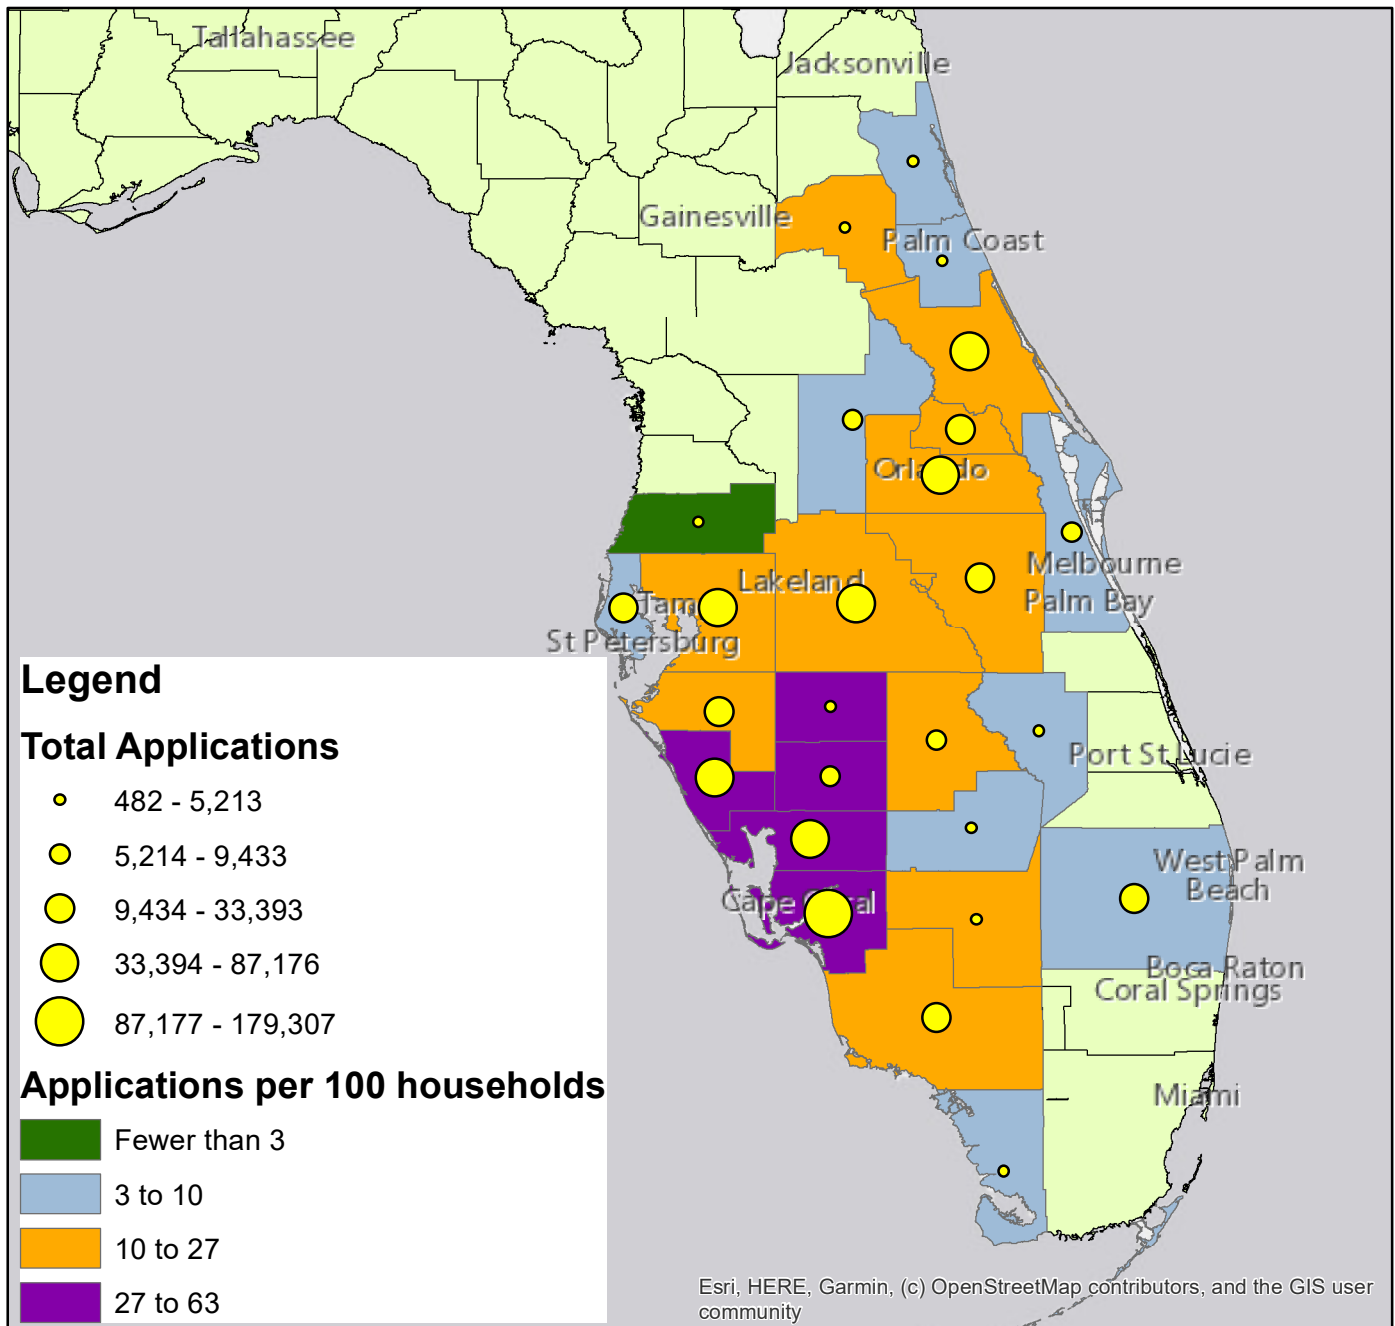 Tallahassee
Jacksonville
Gainesville
Palm Coast
Orlando
Melbourne
Lakeland
Palm Bay
Tam
St Petersburg
Port St Lucie
West Palm
Beach
Cape Coral
Boca Raton
Coral Springs
Miami
Legend
Total Applications
482 - 5,213
5,214 - 9,433
9,434 - 33,393
33,394 - 87,176
87,177 - 179,307
Applications per 100 households
Fewer than 3
3 to 10
10 to 27
27 to 63
Esri, HERE, Garmin, (c) OpenStreetMap contributors, and the GIS user
community